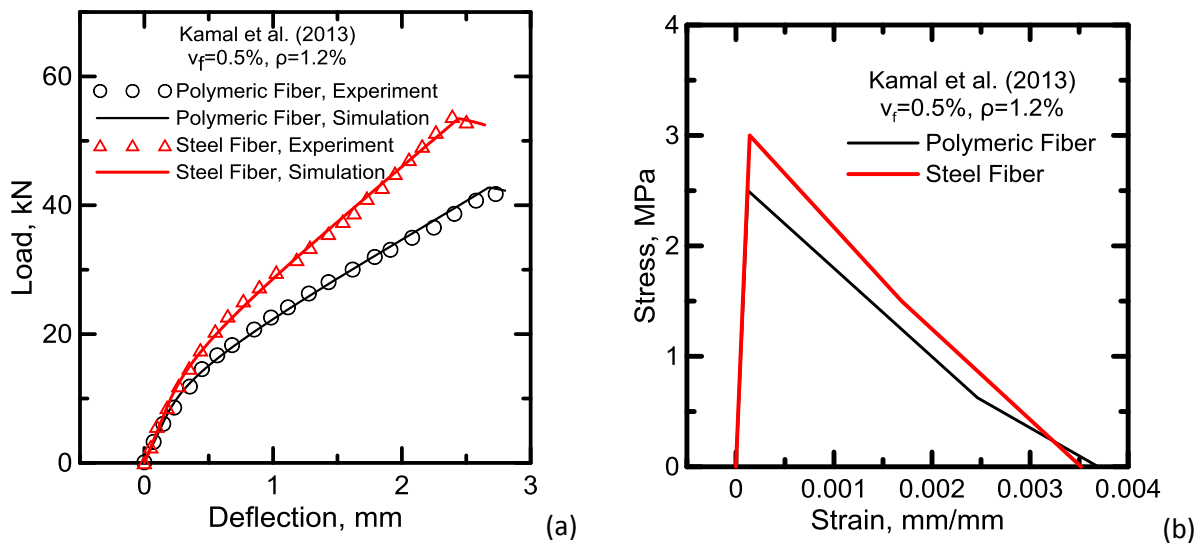 Kamal et al. (2013)
vf=0.5%, ρ=1.2%
Polymeric Fiber, Experiment
Polymeric Fiber, Simulation
Steel Fiber, Experiment
Steel Fiber, Simulation
60
40
20
0
Load, kN
0 1 2 3
Deflection, mm
(a)
Kamal et al. (2013)
vf=0.5%, ρ=1.2%
Polymeric Fiber
Steel Fiber
4
3
2
1
0
Stress, MPa
0 0.001 0.002 0.003 0.004
Strain, mm/mm
(b)